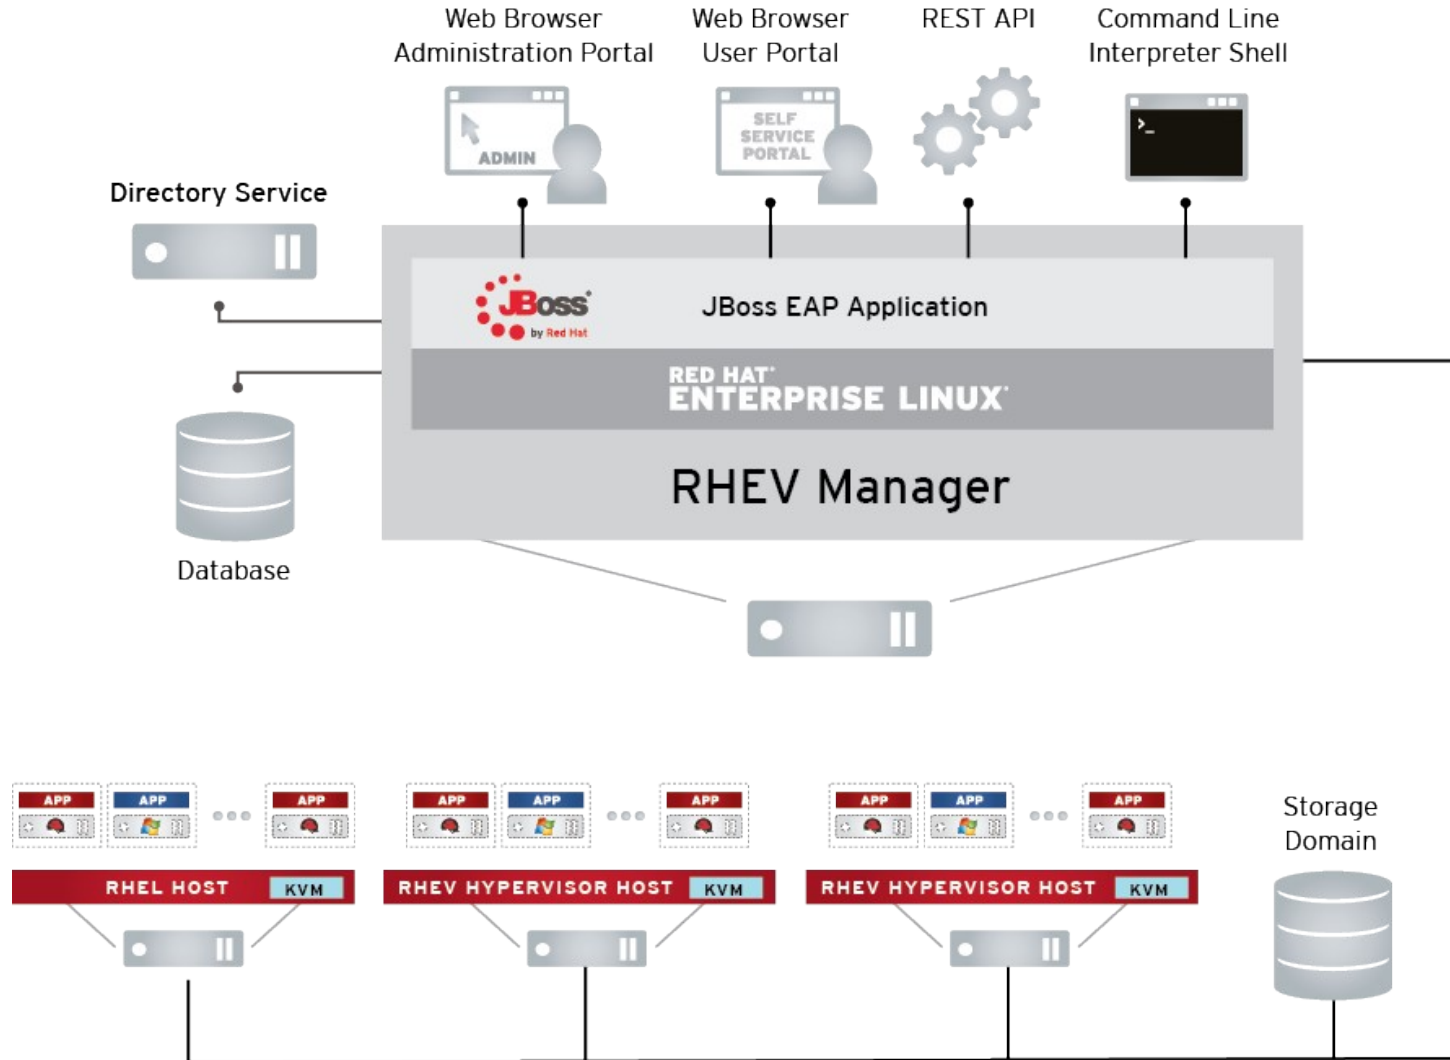 Web Browser
Administration Portal
Web Browser
User Portal
REST API
Command Line
Interpreter Shell
ADMIN
SELF
SERVICE
PORTAL
>_
Directory Service
JBoss
by Red Hat
JBoss EAP Application
RED HAT
ENTERPRISE LINUX
RHEV Manager
Database
APP
APP
APP
APP
APP
APP
APP
APP
APP
Storage
Domain
RHEL HOST
KVM
RHEV HYPERVISOR HOST
KVM
RHEV HYPERVISOR HOST
KVM